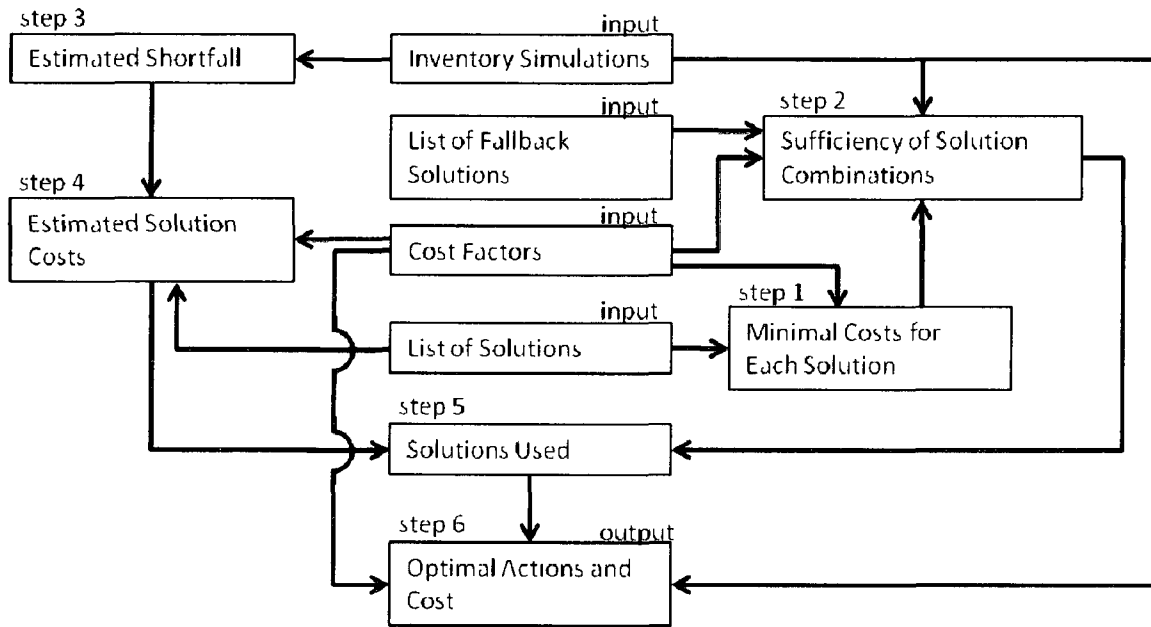 step 3
Estimated Shortfall
input
Inventory Simulations
input
List of Fallback
Solutions
step 2
Sufficiency of Solution
Combinations
step 4
Estimated Solution
Costs
input
Cost Factors
step 1
Minimal Costs for
Each Solution
input
List of Solutions
step 5
Solutions Used
step 6
output
Optimal Actions and
Cost